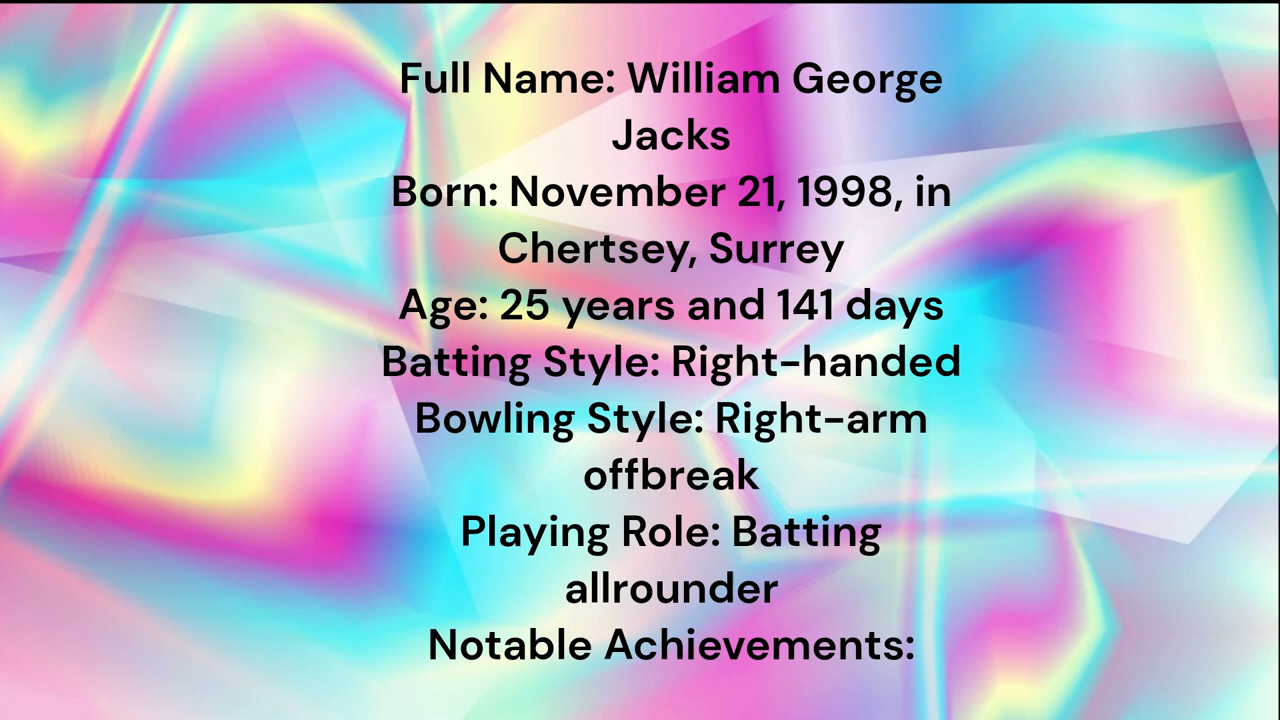 Full Name: William George
Jacks
Born: November 21, 1998, in
Chertsey, Surrey
Age: 25 years and 141 days
Batting Style: Right-handed
Bowling Style: Right-arm
offbreak
Playing Role: Batting
allrounder
Notable Achievements: